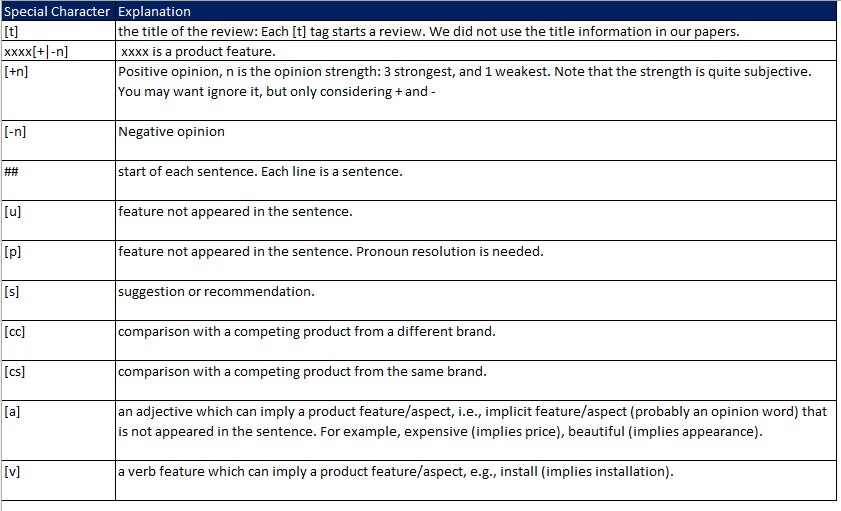 Special Character Explanation
[t] the title of the review: Each [t] tag starts a review. We did not use the title information in our papers.
xxxx[+|-n] xxxx is a product feature.
[+n] Positive opinion, n is the opinion strength: 3 strongest, and 1 weakest. Note that the strength is quite subjective.
You may want ignore it, but only considering + and -
[-n] Negative opinion
## start of each sentence. Each line is a sentence.
[u] feature not appeared in the sentence.
[p] feature not appeared in the sentence. Pronoun resolution is needed.
[s] suggestion or recommendation.
[cc] comparison with a competing product from a different brand.
[cs] comparison with a competing product from the same brand.
[a] an adjective which can imply a product feature/aspect, i.e., implicit feature/aspect (probably an opinion word) that
is not appeared in the sentence. For example, expensive (implies price), beautiful (implies appearance).
[v] a verb feature which can imply a product feature/aspect, e.g., install (implies installation).